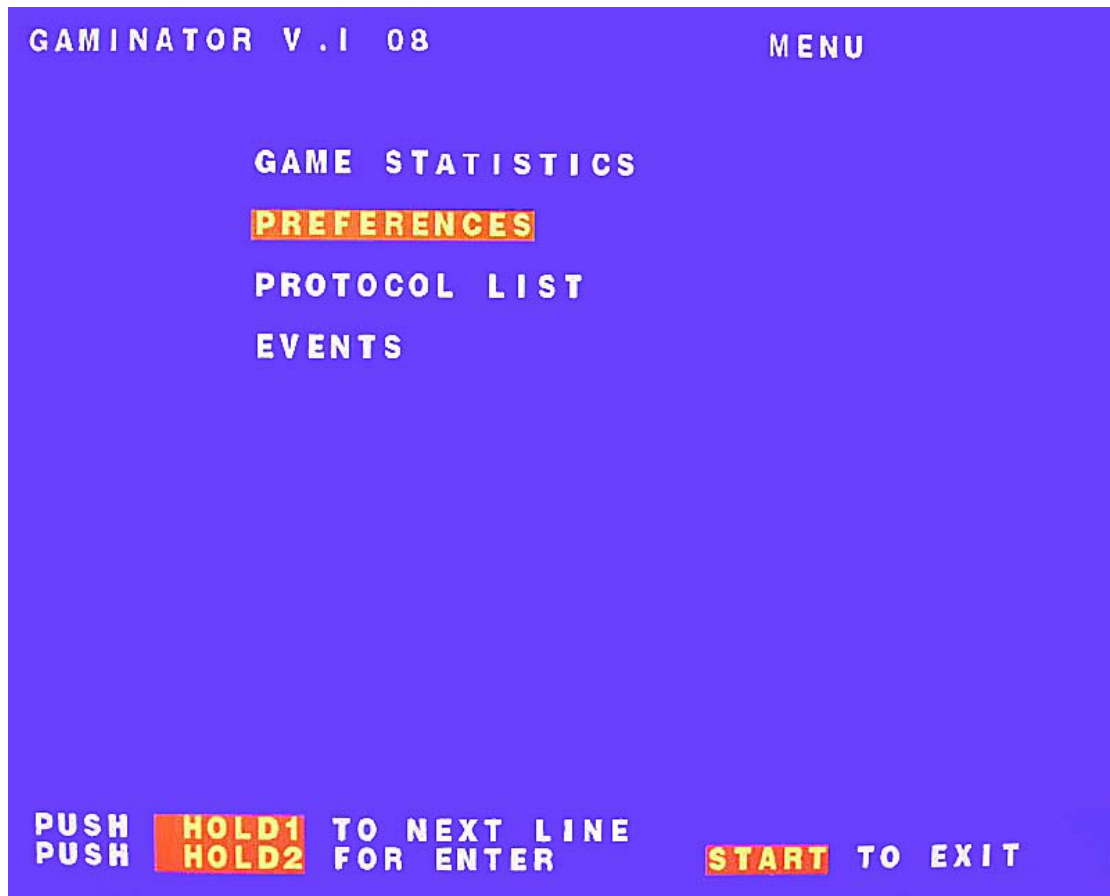 GAMINATOR V.I 08 MENU
GAME STATISTICS
PREFERENCES
PROTOCOL LIST
EVENTS
PUSH HOLD1 TO NEXT LINE
PUSH HOLD2 FOR ENTER
START TO EXIT